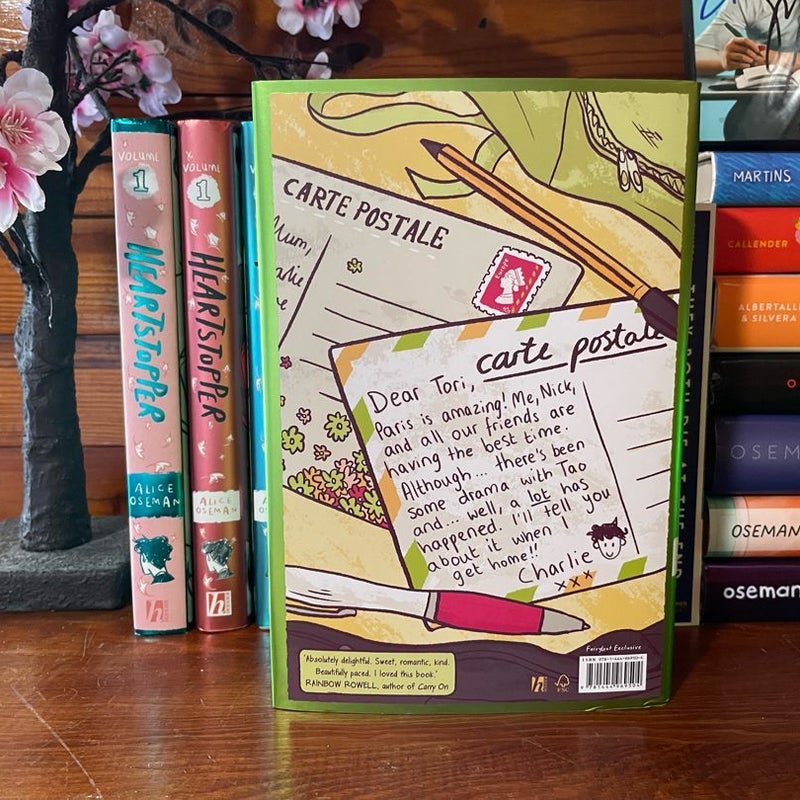 VOLUME
1
HEARTSTOPPER
ALICE
OSEMAN
VOLUME
1
HEARTSTOPPER
ALICE
OSEMAN
CARTE POSTALE
Mum,
carte postale
Dear Tori,
Paris is amazing! Me, Nick,
and all our friends are
having the best time.
Although... there's been
some drama with Tao
and... well, a lot has
happened. I'll tell you
about it when I
get home!!
Charlie
xxx
'Absolutely delightful. Sweet, romantic, kind.
Beautifully paced. I loved this book.'
RAINBOW ROWELL, author of Carry On
h
FSC
Fairyloot Exclusive
MARTINS
CALLENDER
ALBERTALLI
& SILVERA
THEY BOTH DIE AT THE END
OSEM
OSEMAN
oseman